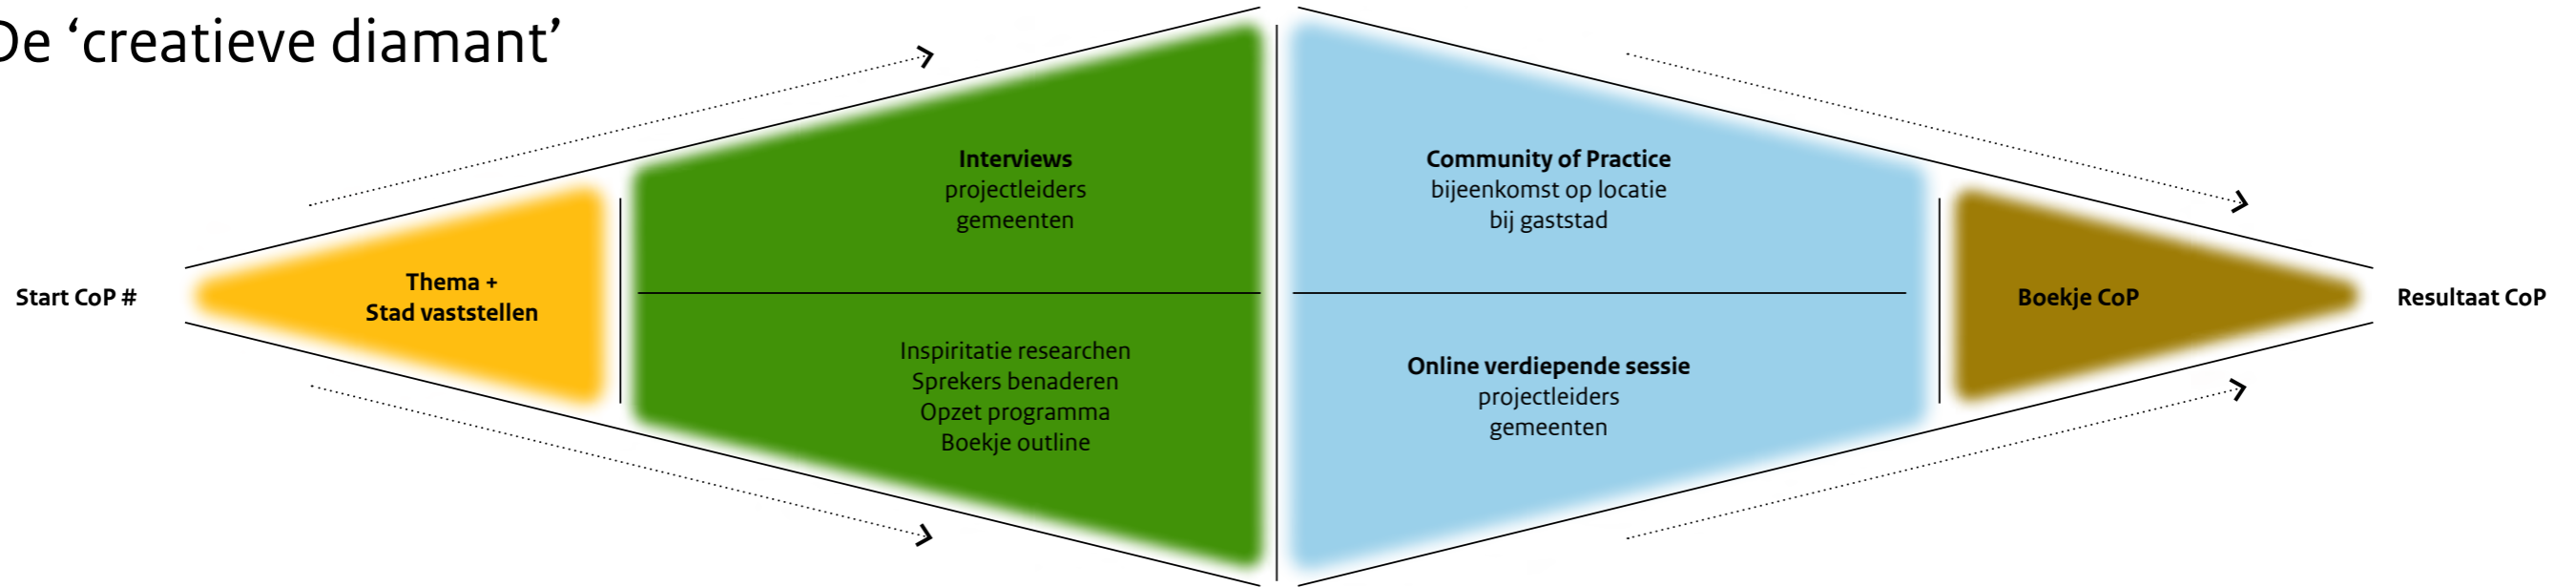 De ‘creatieve diamant’
Start CoP #
Thema +
Stad vaststellen
Interviews
projectleiders
gemeenten
Inspiritatie researchen
Sprekers benaderen
Opzet programma
Boekje outline
Community of Practice
bijeenkomst op locatie
bij gaststad
Online verdiepende sessie
projectleiders
gemeenten
Boekje CoP
Resultaat CoP